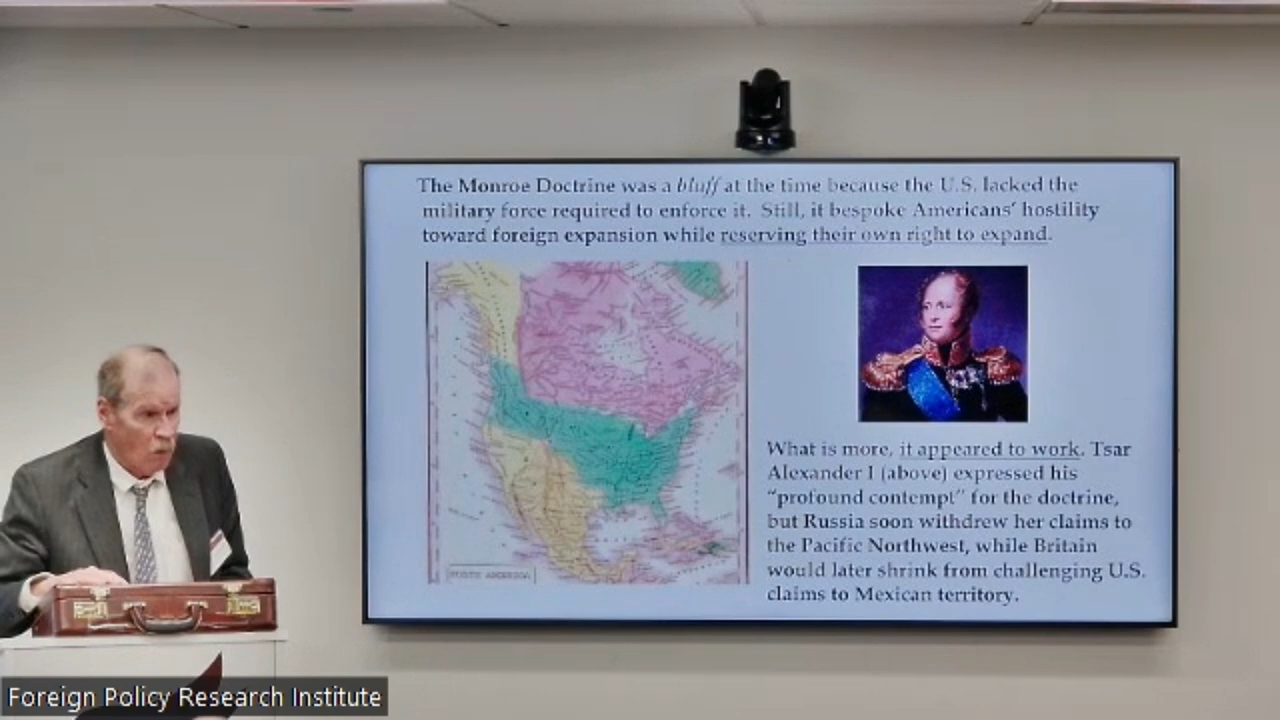 The Monroe Doctrine was a bluff at the time because the U.S. lacked the
military force required to enforce it. Still, it bespoke Americans' hostility
toward foreign expansion while reserving their own right to expand.
NORTH AMERICA
What is more, it appeared to work. Tsar
Alexander I (above) expressed his
"profound contempt" for the doctrine,
but Russia soon withdrew her claims to
the Pacific Northwest, while Britain
would later shrink from challenging U.S.
claims to Mexican territory.
Foreign Policy Research Institute